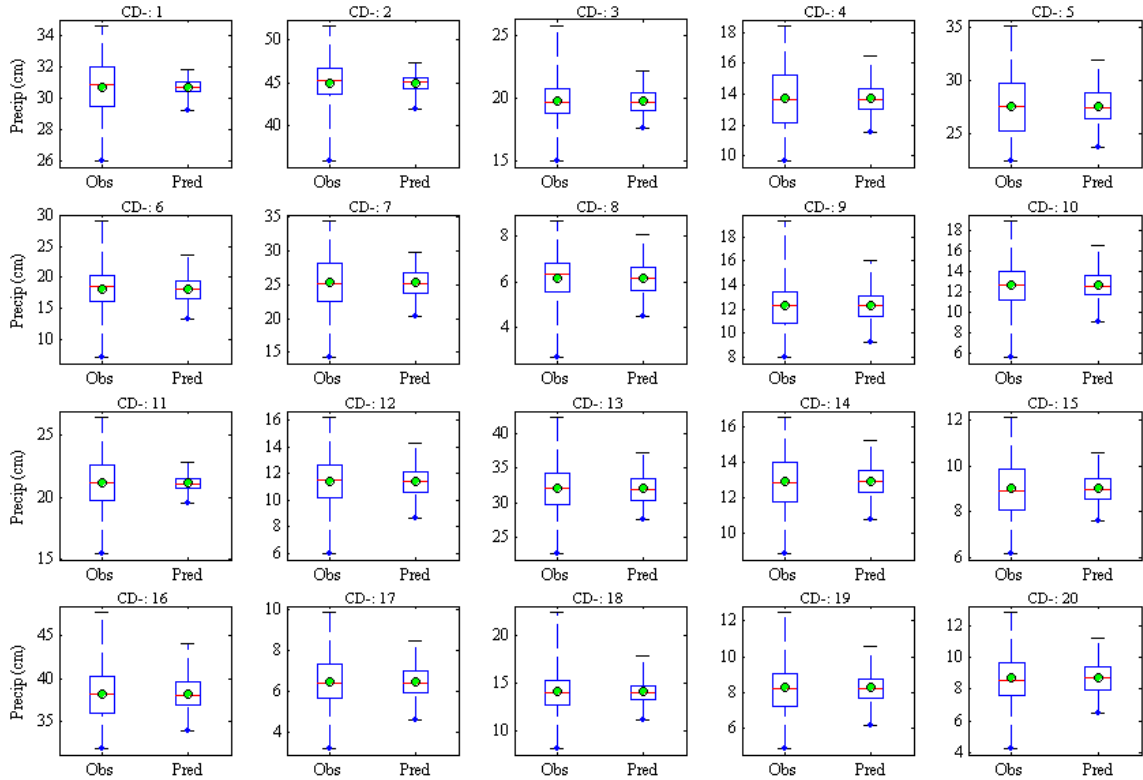 CD-: 1 CD-: 2 CD-: 3 CD-: 4 CD-: 5
Precip (cm)
34 32 30 28 26
50 45 40
25 20 15
18 16 14 12 10
35 30 25
Obs Pred Obs Pred Obs Pred Obs Pred Obs Pred
CD-: 6 CD-: 7 CD-: 8 CD-: 9 CD-: 10
Precip (cm)
30 25 20 15 10
35 30 25 20 15
8 6 4
18 16 14 12 10 8
18 16 14 12 10 8 6
Obs Pred Obs Pred Obs Pred Obs Pred Obs Pred
CD-: 11 CD-: 12 CD-: 13 CD-: 14 CD-: 15
Precip (cm)
25 20 15
16 14 12 10 8 6
40 35 30 25
16 14 12 10
12 10 8 6
Obs Pred Obs Pred Obs Pred Obs Pred Obs Pred
CD-: 16 CD-: 17 CD-: 18 CD-: 19 CD-: 20
Precip (cm)
45 40 35
10 8 6 4
20 15 10
12 10 8 6
12 10 8 6 4
Obs Pred Obs Pred Obs Pred Obs Pred Obs Pred